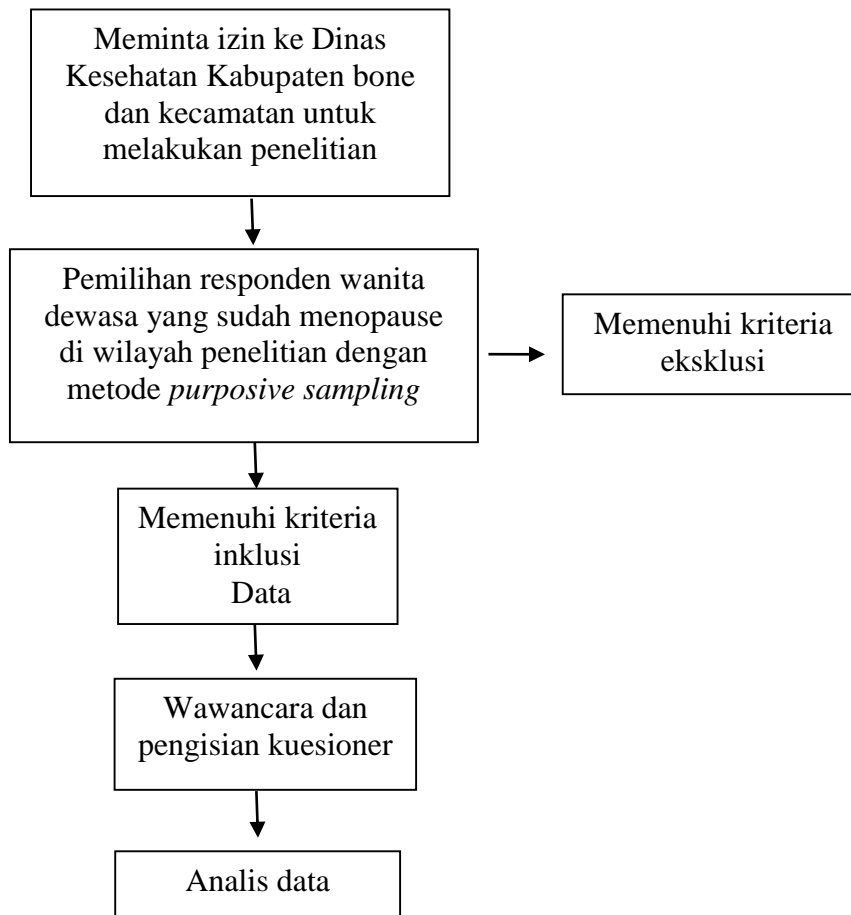 Meminta izin ke Dinas
Kesehatan Kabupaten bone
dan kecamatan untuk
melakukan penelitian
Pemilihan responden wanita
dewasa yang sudah menopause
di wilayah penelitian dengan
metode purposive sampling
Memenuhi kriteria
eksklusi
Memenuhi kriteria
inklusi
Data
Wawancara dan
pengisian kuesioner
Analis data